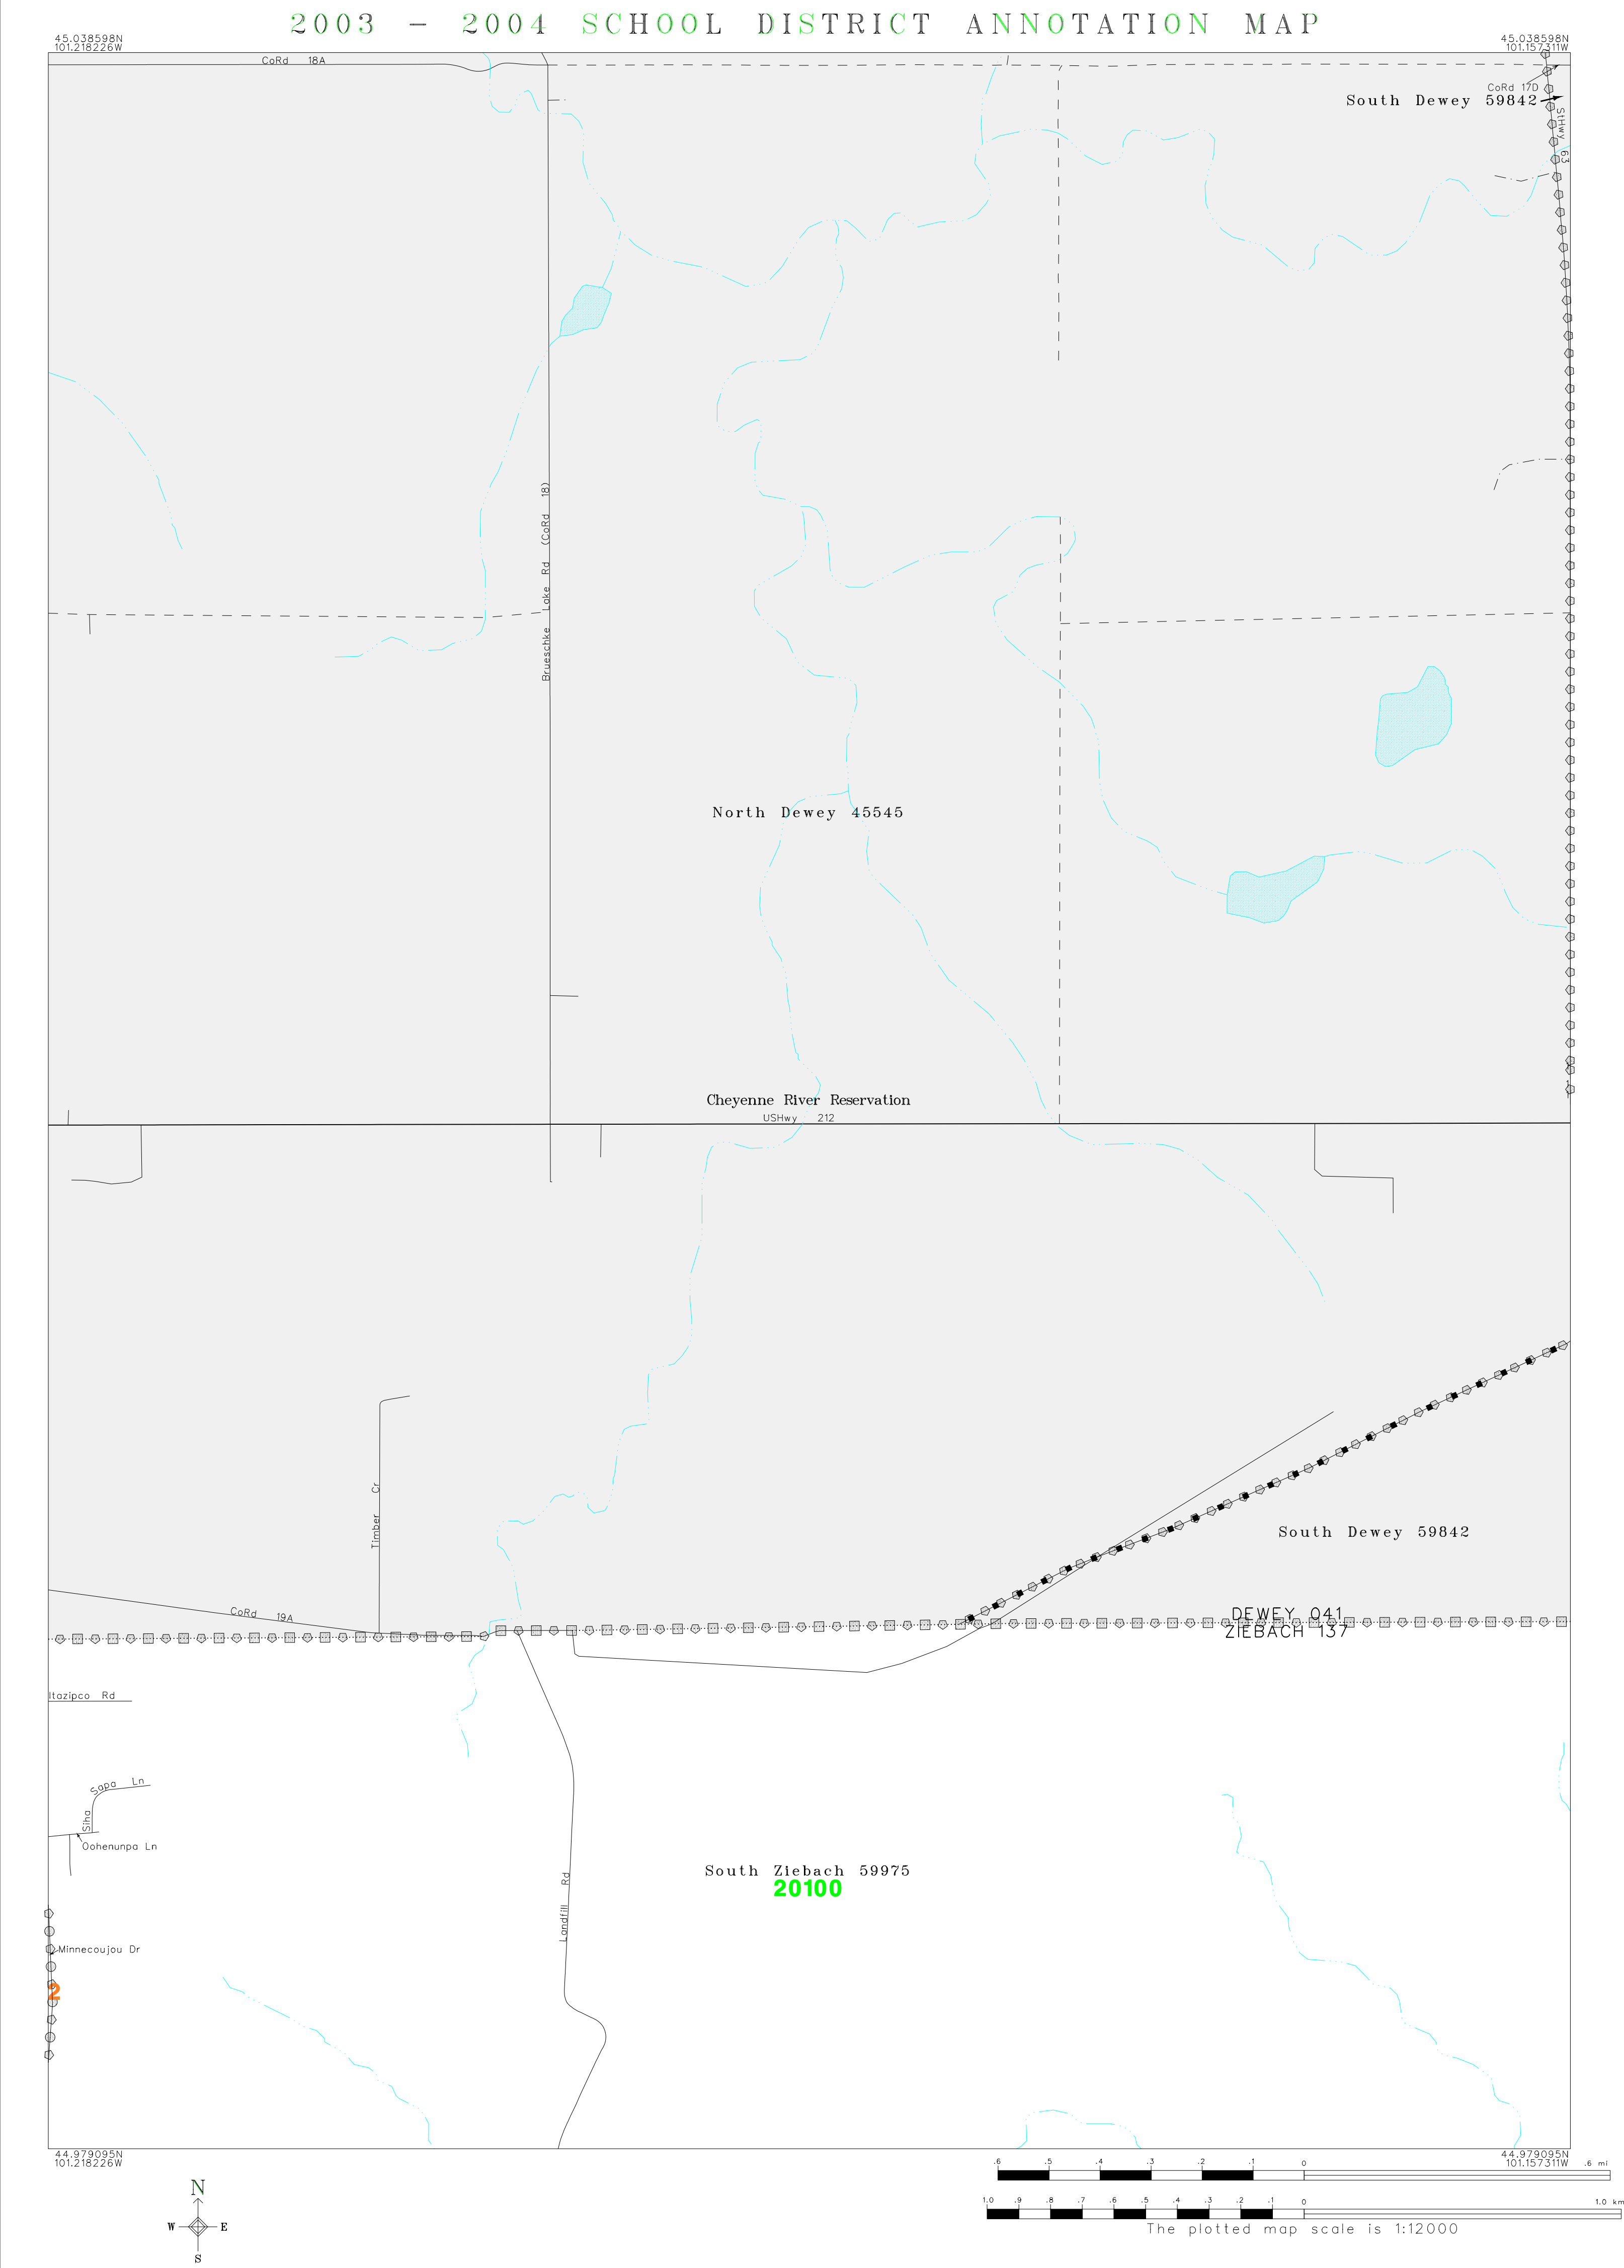 2003 - 2004 SCHOOL DISTRICT ANNOTATION MAP
45.038598N
101.218226W
45.038598N
101.157311W
CoRd 18A
CoRd 17D
South Dewey 59842
StHwy 63
Brueschke Lake Rd (CoRd 18)
North Dewey 45545
Cheyenne River Reservation
USHwy 212
Timber Cr
South Dewey 59842
CoRd 19A
DEWEY 041
ZIEBACH 137
Itazipco Rd
Sapa Ln
Siha
Oohenunpa Ln
South Ziebach 59975
20100
Landfill Rd
Minnecoujou Dr
2
44.979095N
101.218226W
44.979095N
101.157311W
.6 .5 .4 .3 .2 .1 0 .6 mi
1.0 .9 .8 .7 .6 .5 .4 .3 .2 .1 0 1.0 km
The plotted map scale is 1:12000
N
W E
S